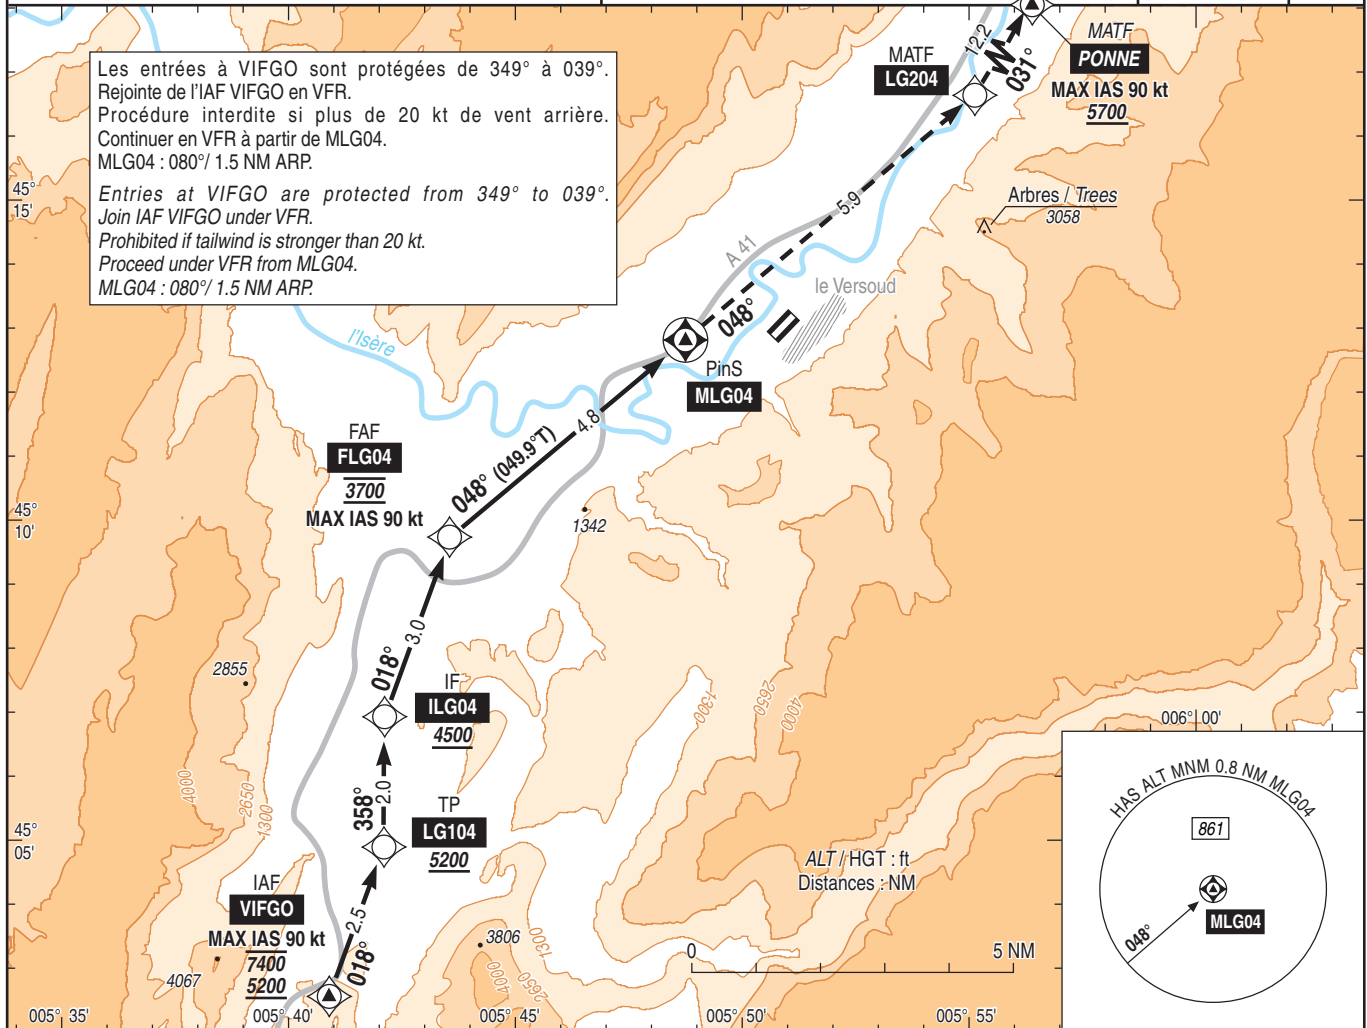 Les entrées à VIFGO sont protégées de 349° à 039°.
Rejointe de l'IAF VIFGO en VFR.
Procédure interdite si plus de 20 kt de vent arrière.
Continuer en VFR à partir de MLG04.
MLG04 : 080°/ 1.5 NM ARP.
Entries at VIFGO are protected from 349° to 039°.
Join IAF VIFGO under VFR.
Prohibited if tailwind is stronger than 20 kt.
Proceed under VFR from MLG04.
MLG04 : 080°/ 1.5 NM ARP.
12.2
031°
MATF
PONNE
MAX IAS 90 kt
5700
MATF
LG204
45°
15'
Arbres / Trees
3058
5.9
A 41
le Versoud
048°
l'Isère
PinS
MLG04
4.8
FAF
FLG04
3700
MAX IAS 90 kt
048° (049.9°T)
45°
10'
1342
3.0
018°
2855
IF
ILG04
4500
1300
2650
4000
006° 00'
4000
2650
1300
2.0
358°
TP
LG104
5200
45°
05'
ALT / HGT : ft
Distances : NM
HAS ALT MNM 0.8 NM MLG04
861
MLG04
048°
IAF
VIFGO
MAX IAS 90 kt
7400
5200
2.5
018°
4067
3806
1300
2650
4000
0
5 NM
005° 35'
005° 40'
005° 45'
005° 50'
005° 55'